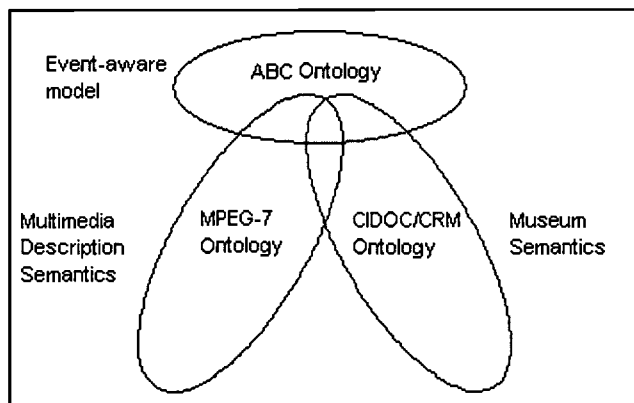 Event-aware
model
ABC Ontology
Multimedia
Description
Semantics
MPEG-7
Ontology
CIDOC/CRM
Ontology
Museum
Semantics